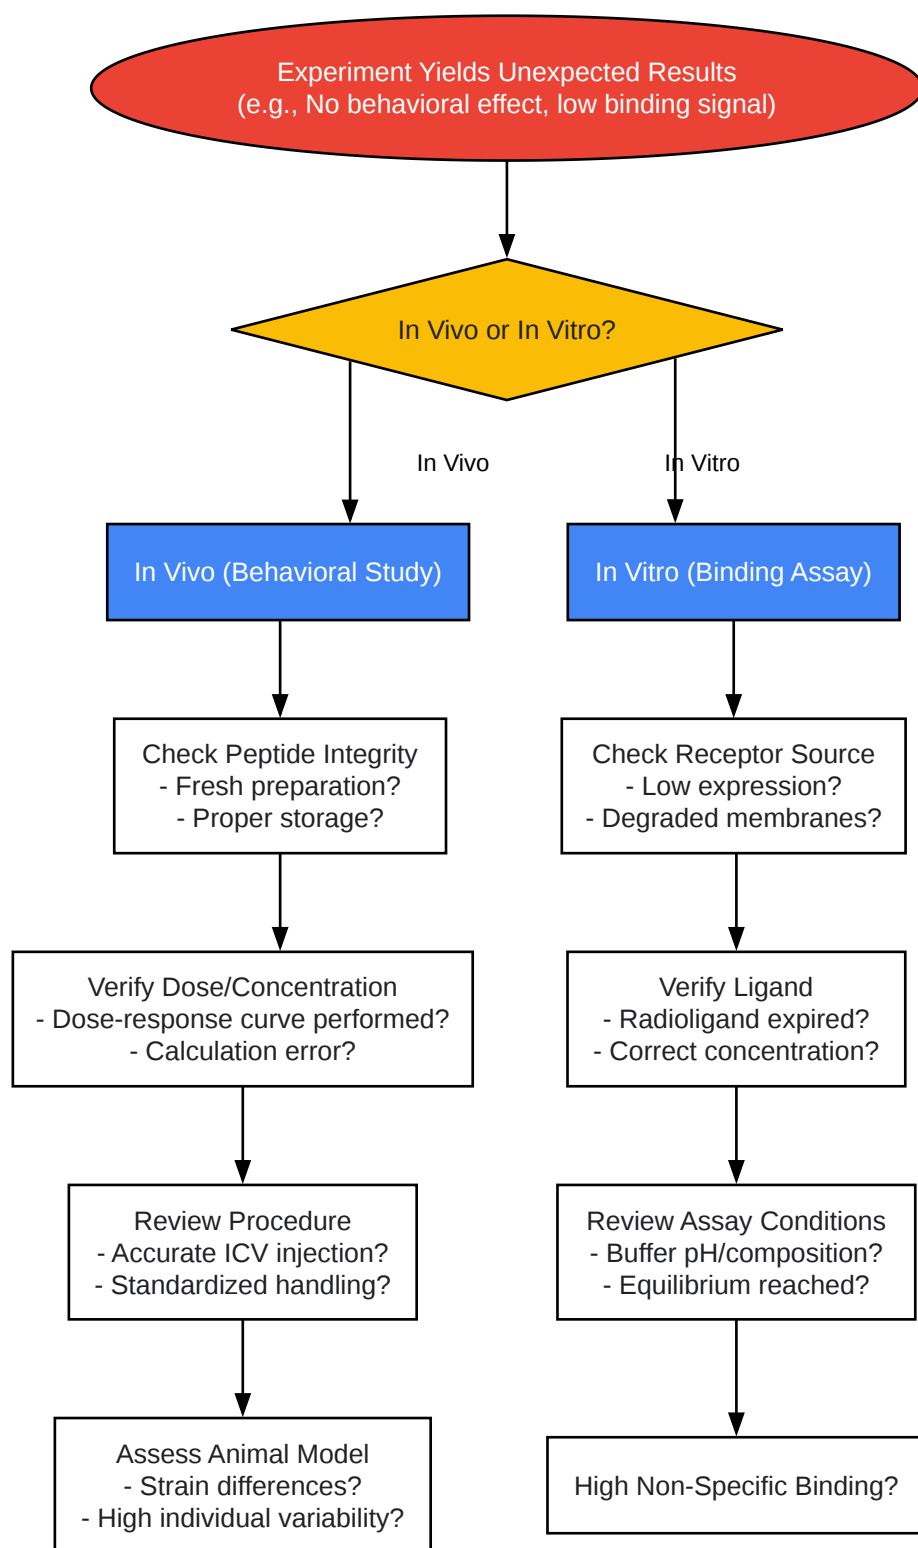 Experiment Yields Unexpected Results
(e.g., No behavioral effect, low binding signal)
In Vivo or In Vitro?
In Vivo
In Vitro
In Vivo (Behavioral Study)
In Vitro (Binding Assay)
Check Peptide Integrity
- Fresh preparation?
- Proper storage?
Check Receptor Source
- Low expression?
- Degraded membranes?
Verify Dose/Concentration
- Dose-response curve performed?
- Calculation error?
Verify Ligand
- Radioligand expired?
- Correct concentration?
Review Procedure
- Accurate ICV injection?
- Standardized handling?
Review Assay Conditions
- Buffer pH/composition?
- Equilibrium reached?
Assess Animal Model
- Strain differences?
- High individual variability?
High Non-Specific Binding?